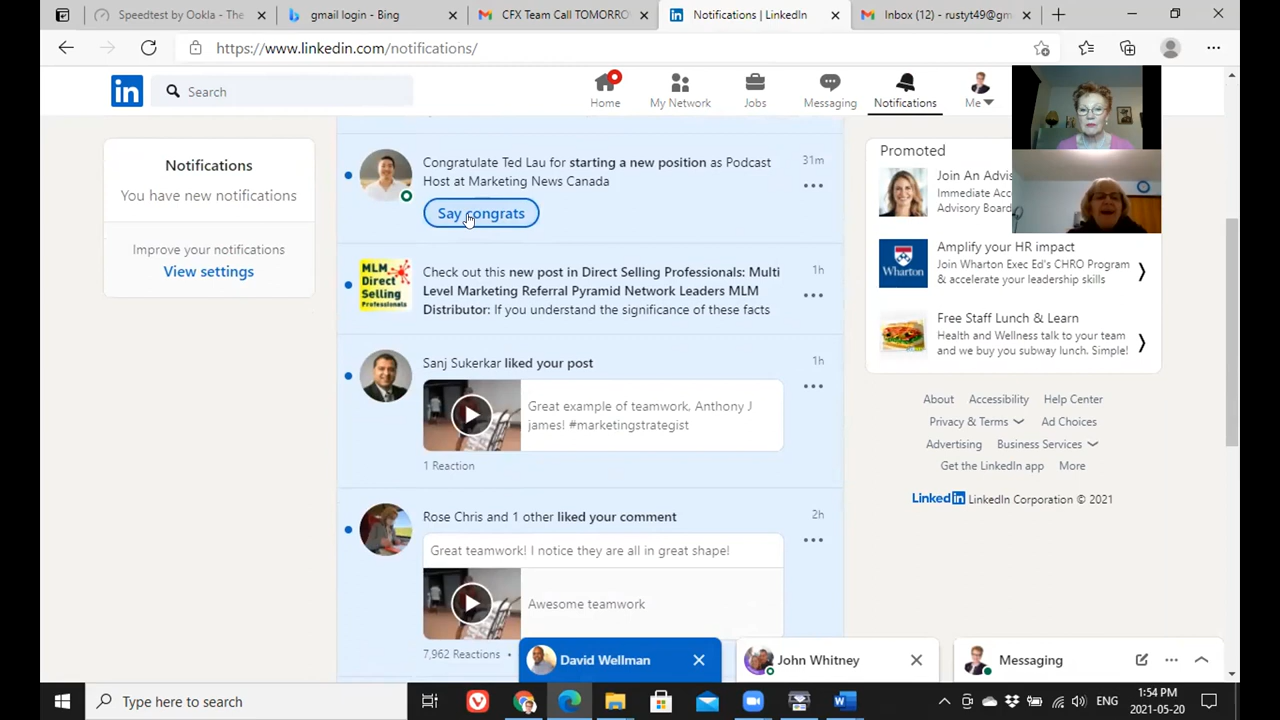 Speedtest by Ookla - The
gmail login - Bing
CFX Team Call TOMORRO
Notifications | LinkedIn
Inbox (12) - rustyt49@gm
https://www.linkedin.com/notifications/
in
Search
Home
My Network
Jobs
Messaging
Notifications
Me
Notifications
You have new notifications
Improve your notifications
View settings
Congratulate Ted Lau for starting a new position as Podcast
Host at Marketing News Canada
31m
Say congrats
MLM
Direct
Selling
Professionals
Check out this new post in Direct Selling Professionals: Multi
Level Marketing Referral Pyramid Network Leaders MLM
Distributor: If you understand the significance of these facts
1h
Sanj Sukerkar liked your post
1h
Great example of teamwork, Anthony J
james! #marketingstrategist
1 Reaction
Rose Chris and 1 other liked your comment
2h
Great teamwork! I notice they are all in great shape!
Awesome teamwork
7,962 Reactions •
Promoted
Join An Advis
Immediate Acc
Advisory Board
Wharton
Amplify your HR impact
Join Wharton Exec Ed's CHRO Program
& accelerate your leadership skills
Free Staff Lunch & Learn
Health and Wellness talk to your team
and we buy you subway lunch. Simple!
About Accessibility Help Center
Privacy & Terms Ad Choices
Advertising Business Services
Get the LinkedIn app More
LinkedIn LinkedIn Corporation © 2021
David Wellman
John Whitney
Messaging
Type here to search
ENG
1:54 PM
2021-05-20